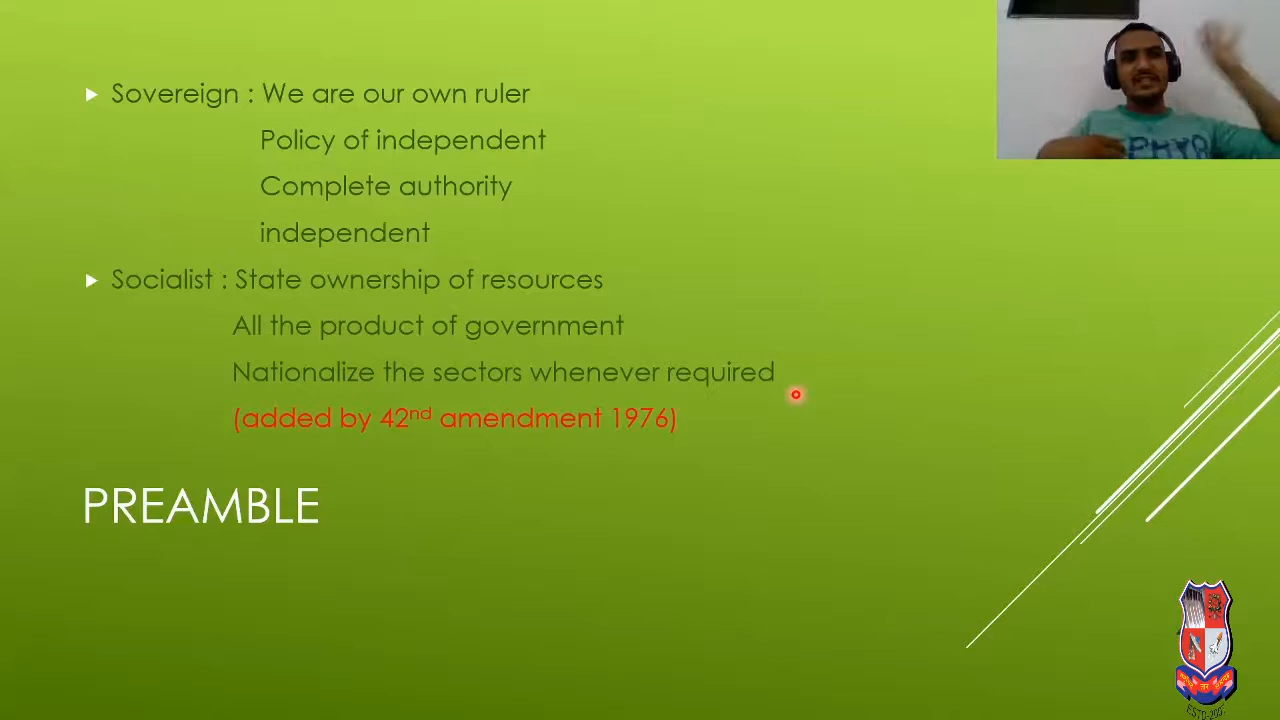 Sovereign : We are our own ruler
Policy of independent
Complete authority
independent
Socialist : State ownership of resources
All the product of government
Nationalize the sectors whenever required
(added by 42nd amendment 1976)
PREAMBLE